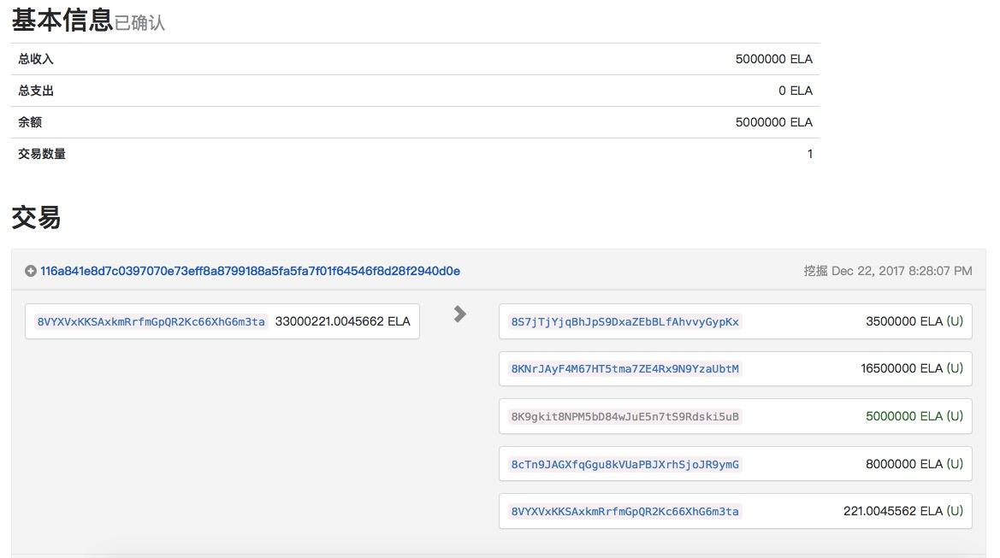 基本信息已确认
总收入 5000000 ELA
总支出 0 ELA
余额 5000000 ELA
交易数量 1
交易
116a841e8d7c0397070e73eff8a8799188a5fa5fa7f01f64546f8d28f2940d0e 挖掘 Dec 22, 2017 8:28:07 PM
8VYXVxKKSAxkmRrfmGpQR2Kc66XhG6m3ta 33000221.0045662 ELA
8S7jTjYjqBhJpS9DxaZEbBLfAhvvyGypKx 3500000 ELA (U)
8KNrJAyF4M67HT5tma7ZE4Rx9N9YzaUbtM 16500000 ELA (U)
8K9gkit8NPM5bD84wJuE5n7tS9Rdski5uB 5000000 ELA (U)
8cTn9JAGXfqGgu8kVUaPBJXrhSjoJR9ymG 8000000 ELA (U)
8VYXVxKKSAxkmRrfmGpQR2Kc66XhG6m3ta 221.0045562 ELA (U)